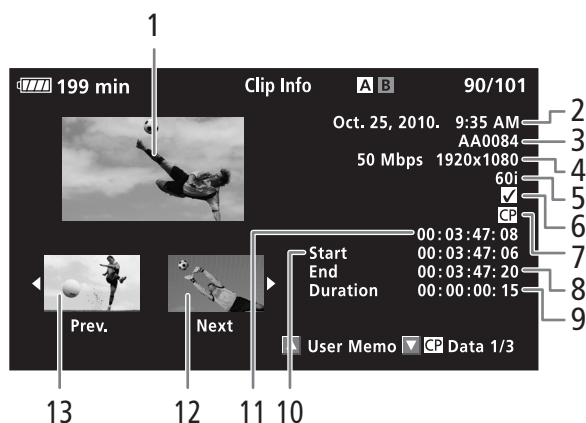 1
199 min Clip Info A B 90/101
Oct. 25, 2010. 9:35 AM 2
AA0084 3
50 Mbps 1920x1080 4
60i 5
✓ 6
CP 7
00:03:47:08
Start 00:03:47:06
End 00:03:47:20 8
Duration 00:00:00:15 9
Prev. Next
User Memo CP Data 1/3
13 12 11 10